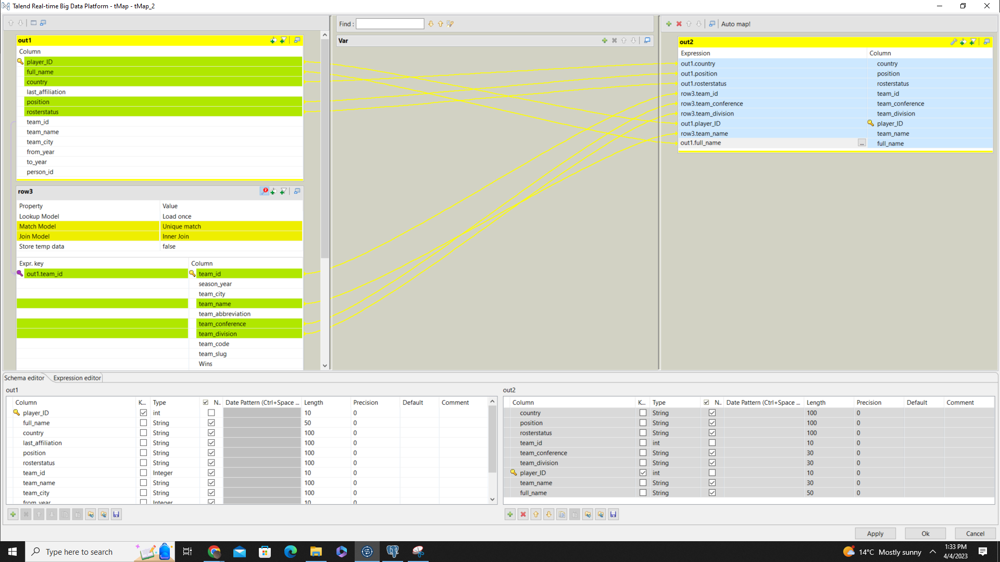 Talend Real-time Big Data Platform - tMap - tMap_2
Find :
Auto map!
out1
Column
player_ID
full_name
country
last_affiliation
position
rosterstatus
team_id
team_name
team_city
from_year
to_year
person_id
row3
Property Value
Lookup Model Load once
Match Model Unique match
Join Model Inner Join
Store temp data false
Expr. key Column
out1.team_id team_id
season_year
team_city
team_name
team_abbreviation
team_conference
team_division
team_code
team_slug
Wins
Var
out2
Expression Column
out1.country country
out1.position position
out1.rosterstatus rosterstatus
row3.team_id team_id
row3.team_conference team_conference
row3.team_division team_division
out1.player_ID player_ID
row3.team_name team_name
out1.full_name ... full_name
Schema editor Expression editor
out1
Column K... Type N.. Date Pattern (Ctrl+Space ... Length Precision Default Comment
player_ID int 10 0
full_name String 50 0
country String 100 0
last_affiliation String 100 0
position String 100 0
rosterstatus String 100 0
team_id Integer 10 0
team_name String 100 0
team_city String 100 0
from_year Integer 10 0
out2
Column K... Type N.. Date Pattern (Ctrl+Space ... Length Precision Default Comment
country String 100 0
position String 100 0
rosterstatus String 100 0
team_id int 10 0
team_conference String 30 0
team_division String 30 0
player_ID int 10 0
team_name String 30 0
full_name String 50 0
Apply Ok Cancel
Type here to search
14°C Mostly sunny
1:33 PM
4/4/2023